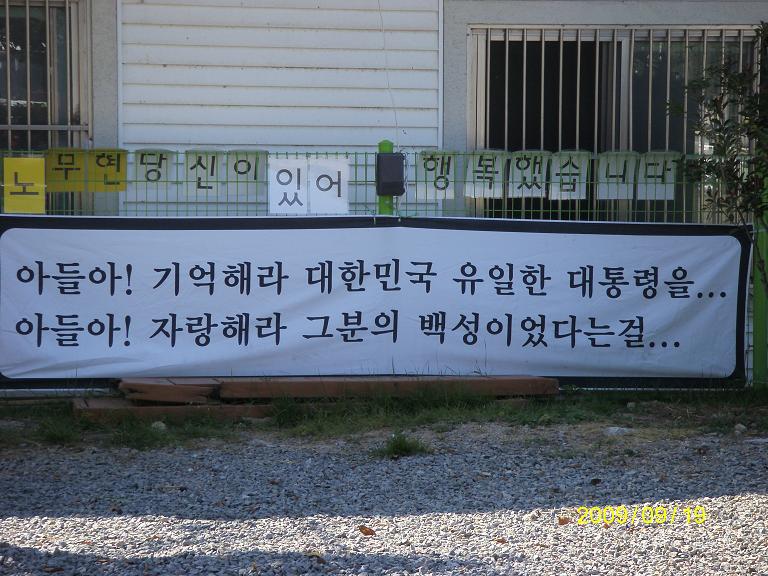 노무현당신이있어 행복했습니다
아들아! 기억해라 대한민국 유일한 대통령을...
아들아! 자랑해라 그분의 백성이었다는걸...
2009/09/19